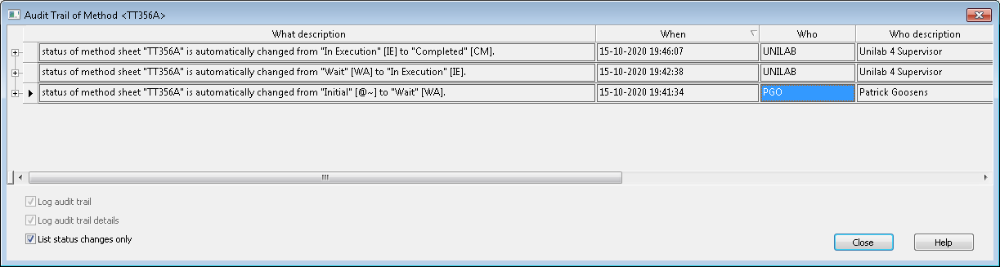 Audit Trail of Method <TT356A>
What description When Who Who description
status of method sheet "TT356A" is automatically changed from "In Execution" [IE] to "Completed" [CM]. 15-10-2020 19:46:07 UNILAB Unilab 4 Supervisor
status of method sheet "TT356A" is automatically changed from "Wait" [WA] to "In Execution" [IE]. 15-10-2020 19:42:38 UNILAB Unilab 4 Supervisor
status of method sheet "TT356A" is automatically changed from "Initial" [@~] to "Wait" [WA]. 15-10-2020 19:41:34 PGO Patrick Goosens
Log audit trail
Log audit trail details
List status changes only
Close Help